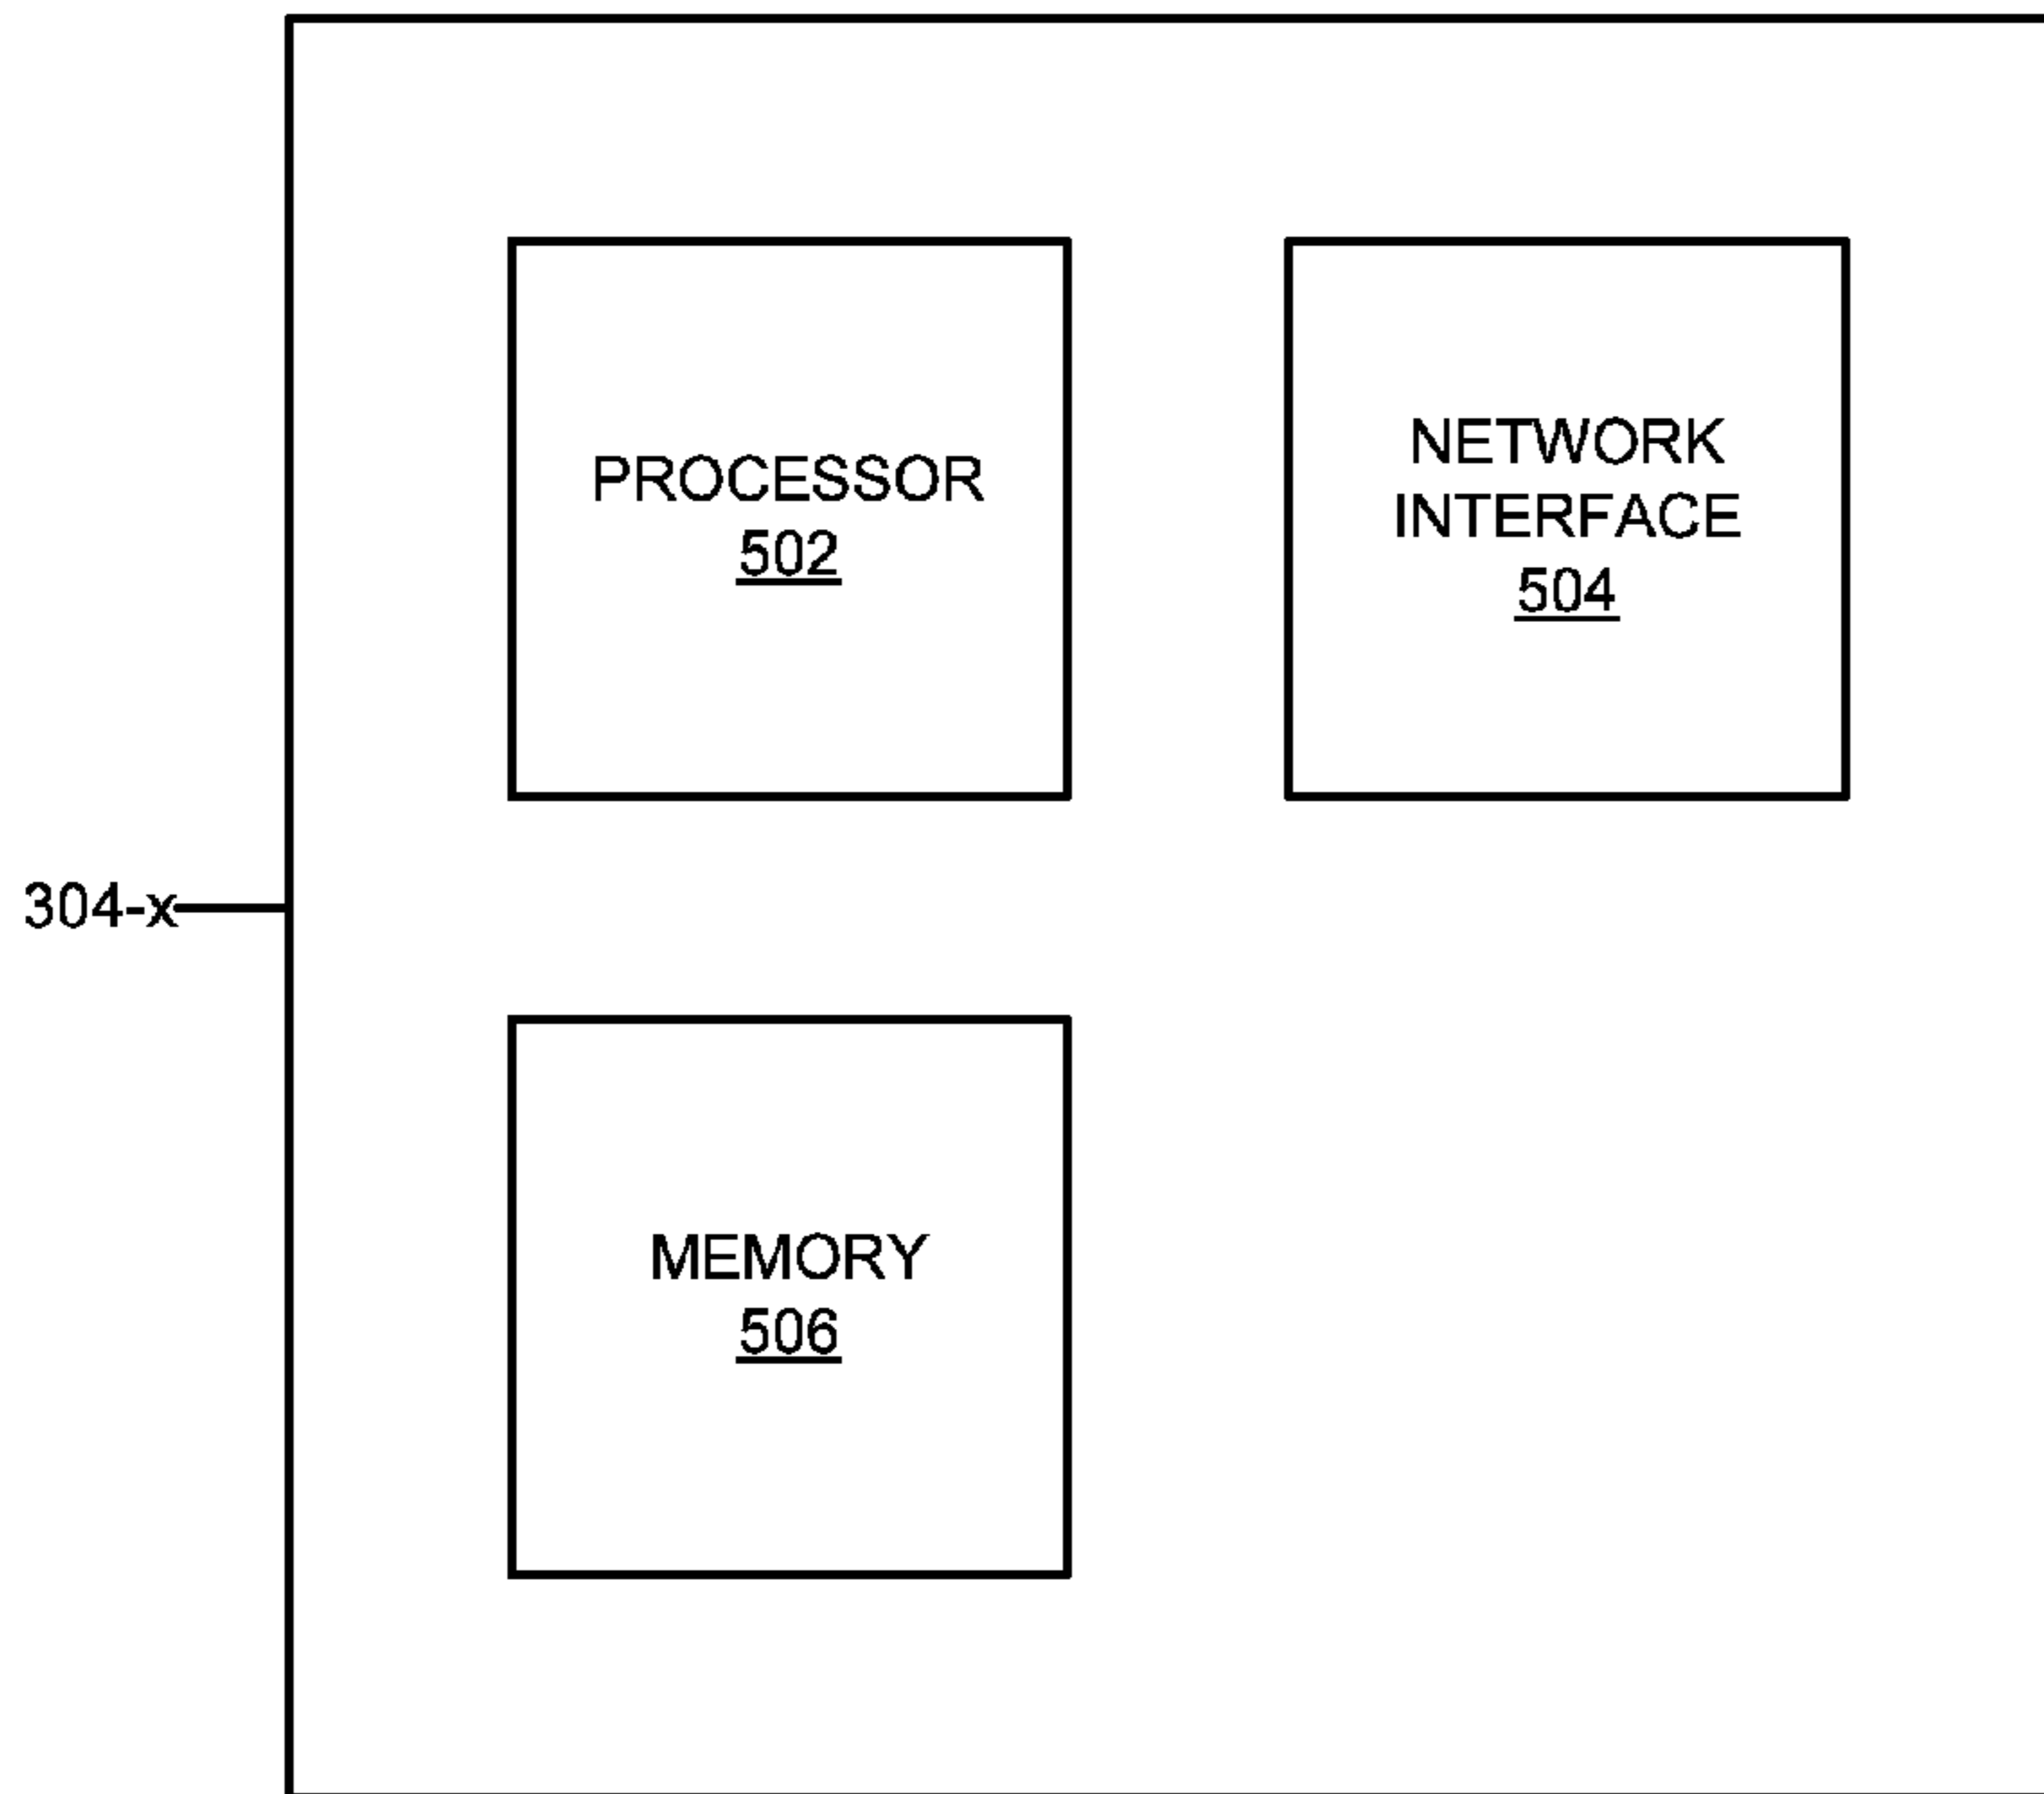 PROCESSOR
502
NETWORK
INTERFACE
504
304-x
MEMORY
506